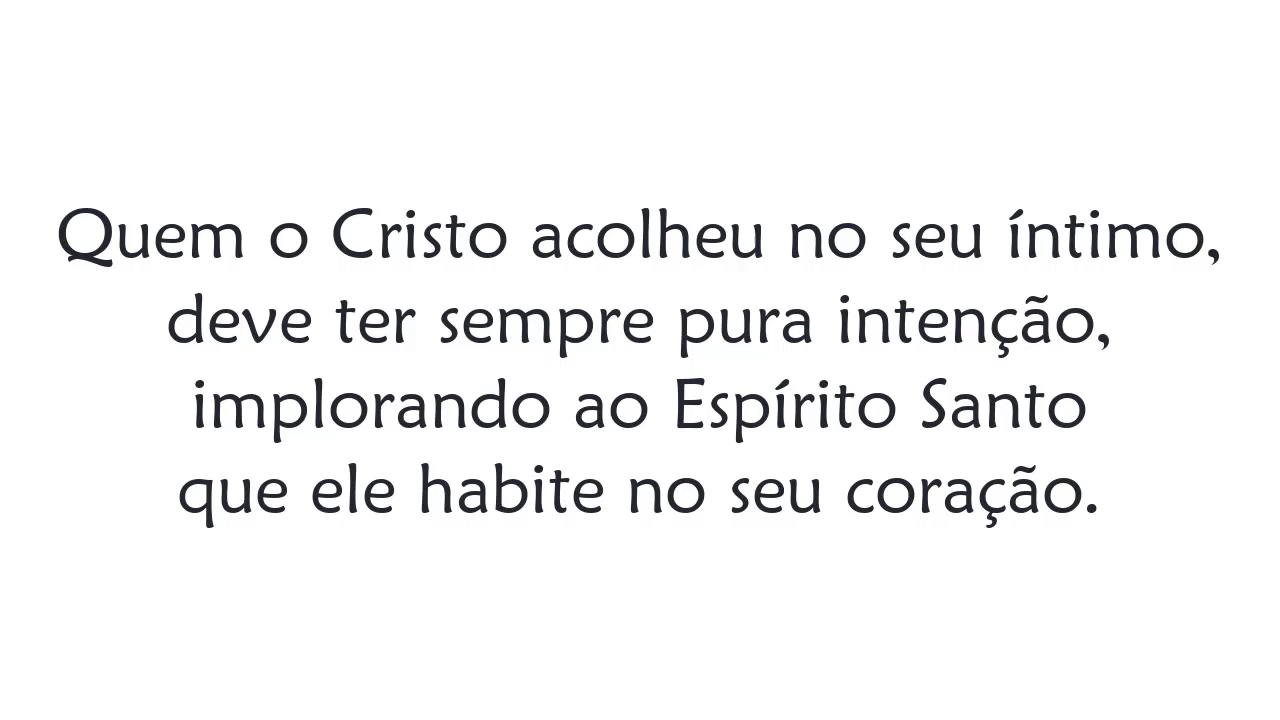 Quem o Cristo acolheu no seu íntimo,
deve ter sempre pura intenção,
implorando ao Espírito Santo
que ele habite no seu coração.